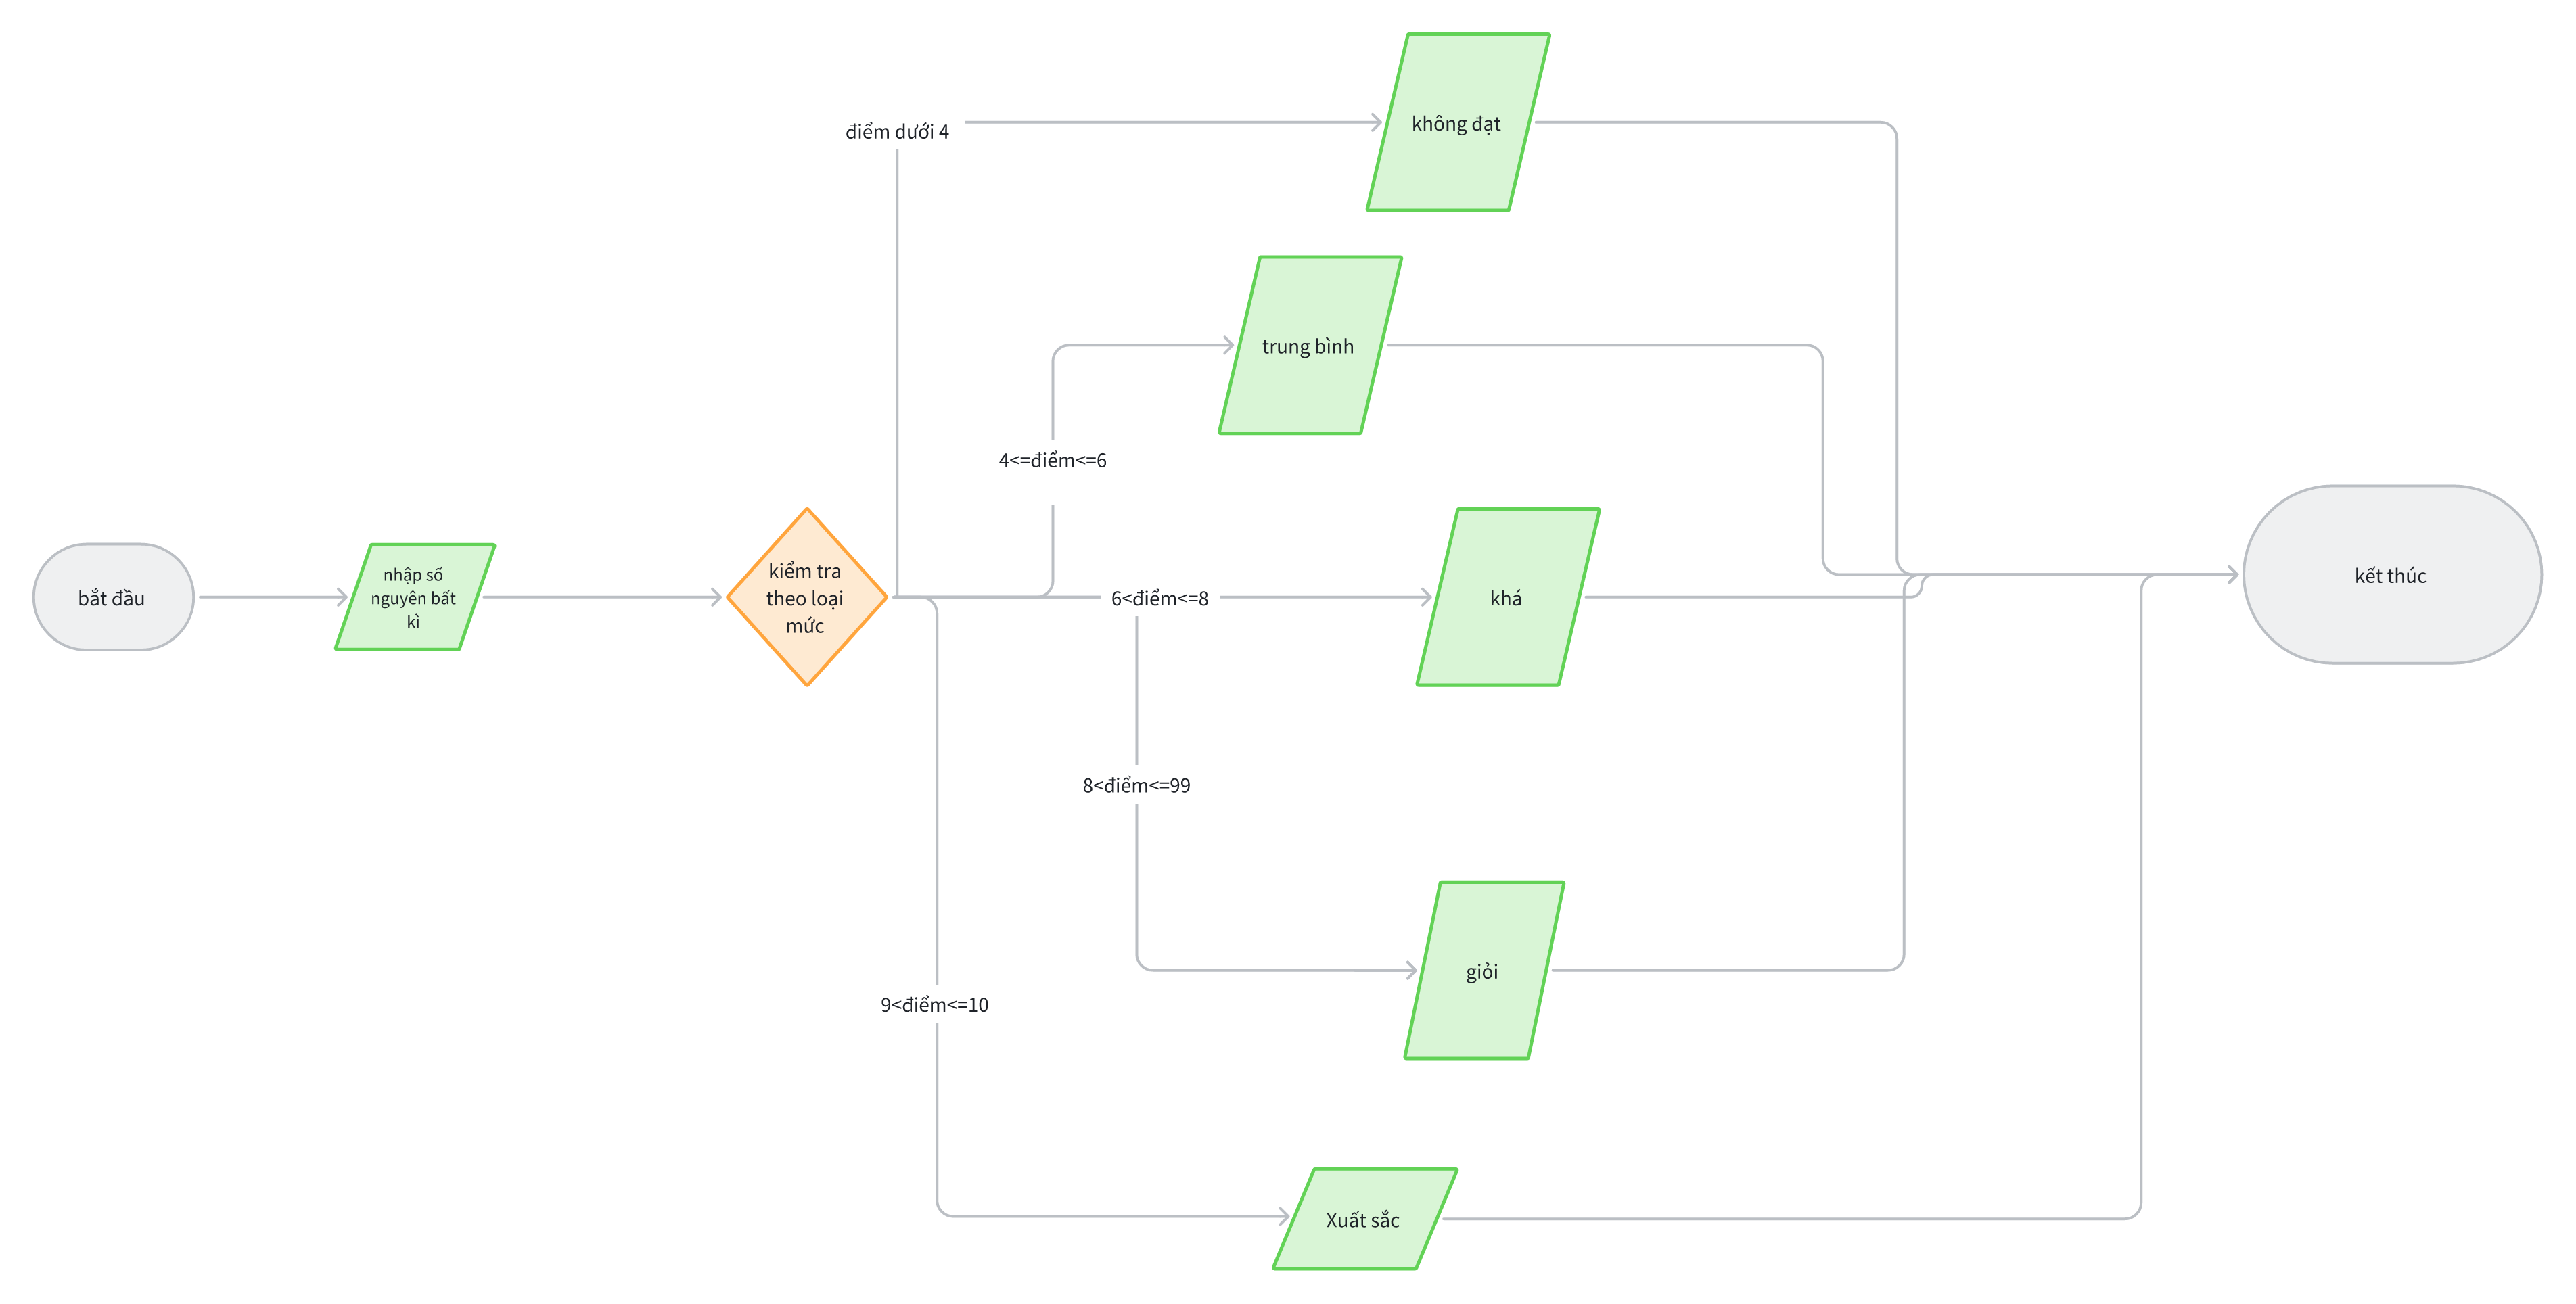 điểm dưới 4
không đạt
trung bình
4<=điểm<=6
bắt đầu
nhập số
nguyên bất
kì
kiểm tra
theo loại
mức
6<điểm<=8
khá
kết thúc
8<điểm<=99
giỏi
9<điểm<=10
Xuất sắc